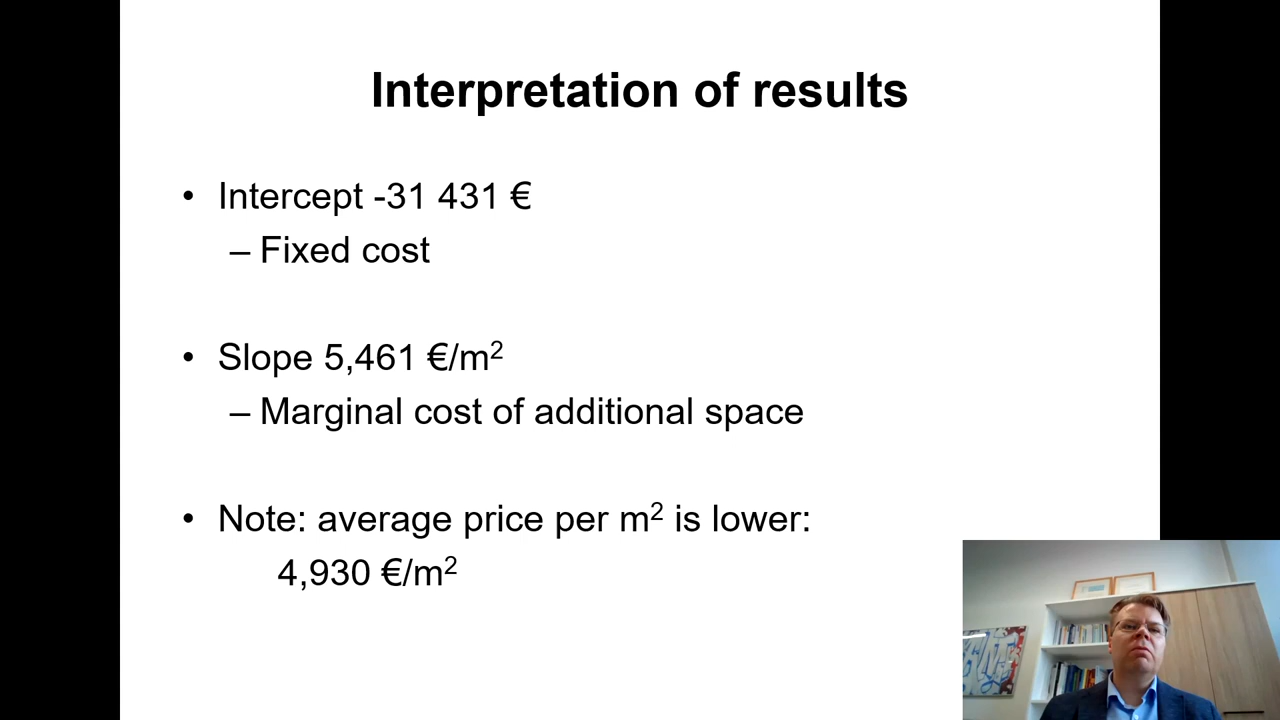 Interpretation of results
• Intercept -31 431 €
– Fixed cost
• Slope 5,461 €/m²
– Marginal cost of additional space
• Note: average price per m² is lower:
4,930 €/m²